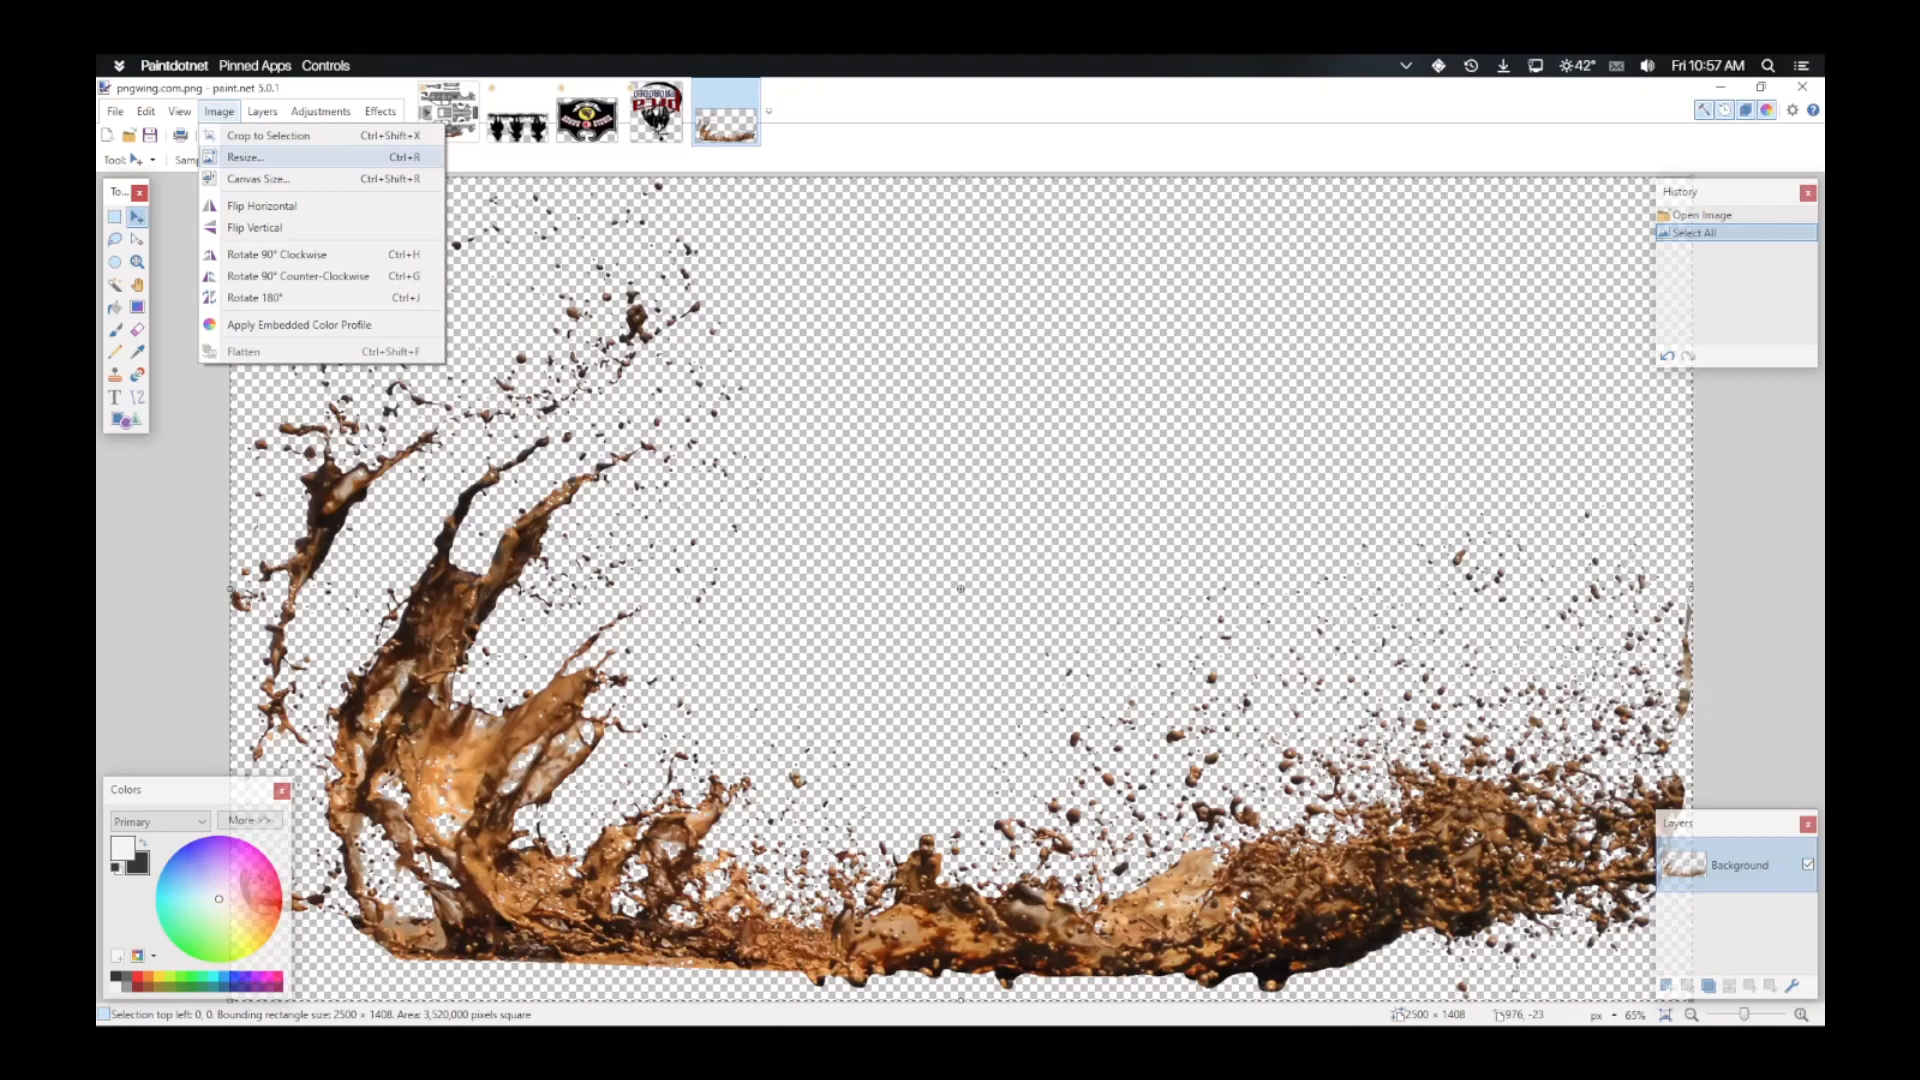 Paintdotnet Pinned Apps Controls
42° Fri 10:57 AM
pngwing.com.png - paint.net 5.0.1
File Edit View Image Layers Adjustments Effects
Crop to Selection Ctrl+Shift+X
Tool: Samp
Resize... Ctrl+R
Canvas Size... Ctrl+Shift+R
Flip Horizontal
Flip Vertical
Rotate 90° Clockwise Ctrl+H
Rotate 90° Counter-Clockwise Ctrl+G
Rotate 180° Ctrl+J
Apply Embedded Color Profile
Flatten Ctrl+Shift+F
To...
History
Open Image
Select All
Colors
Primary More >>
Layers
Background
Selection top left: 0, 0. Bounding rectangle size: 2500 × 1408. Area: 3,520,000 pixels square
2500 × 1408 976, -23 px 65%